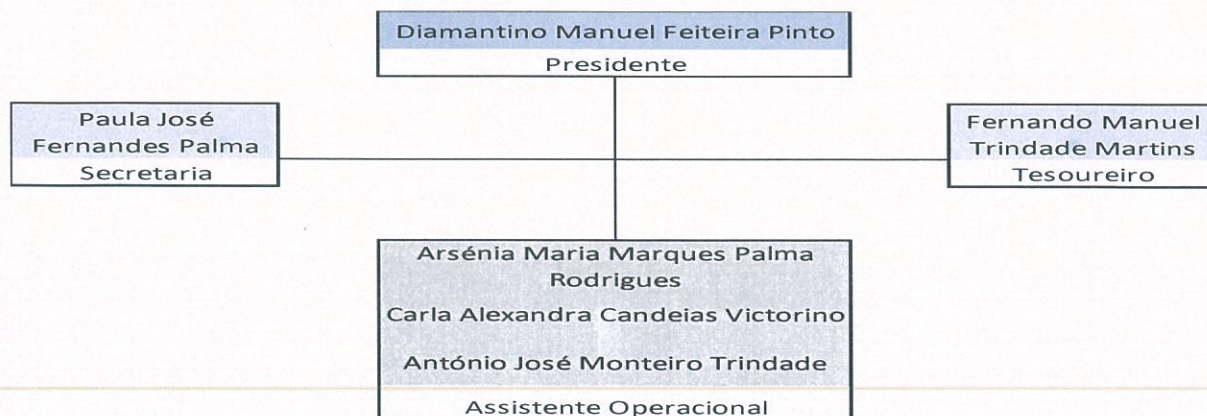 Diamantino Manuel Feiteira Pinto
Presidente
Paula José
Fernandes Palma
Secretaria
Fernando Manuel
Trindade Martins
Tesoureiro
Arsénia Maria Marques Palma
Rodrigues
Carla Alexandra Candeias Victorino
António José Monteiro Trindade
Assistente Operacional